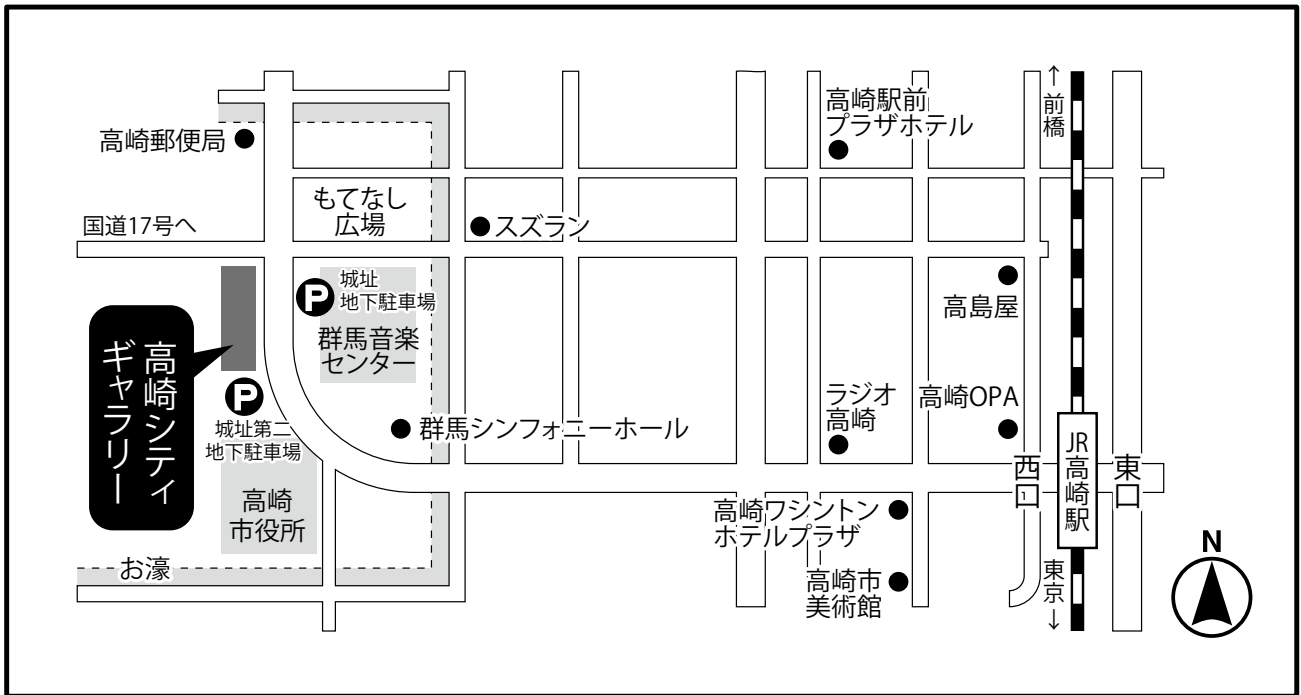 ↑
前橋
高崎駅前
プラザホテル
高崎郵便局
もてなし
広場
国道17号へ
スズラン
P
城址
地下駐車場
群馬音楽
センター
高島屋
高崎シティ
ギャラリー
P
城址第二
地下駐車場
ラジオ
高崎
高崎OPA
群馬シンフォニーホール
西口
JR高崎駅
東口
高崎
市役所
高崎ワシントン
ホテルプラザ
N
お濠
高崎市
美術館
東京
↓